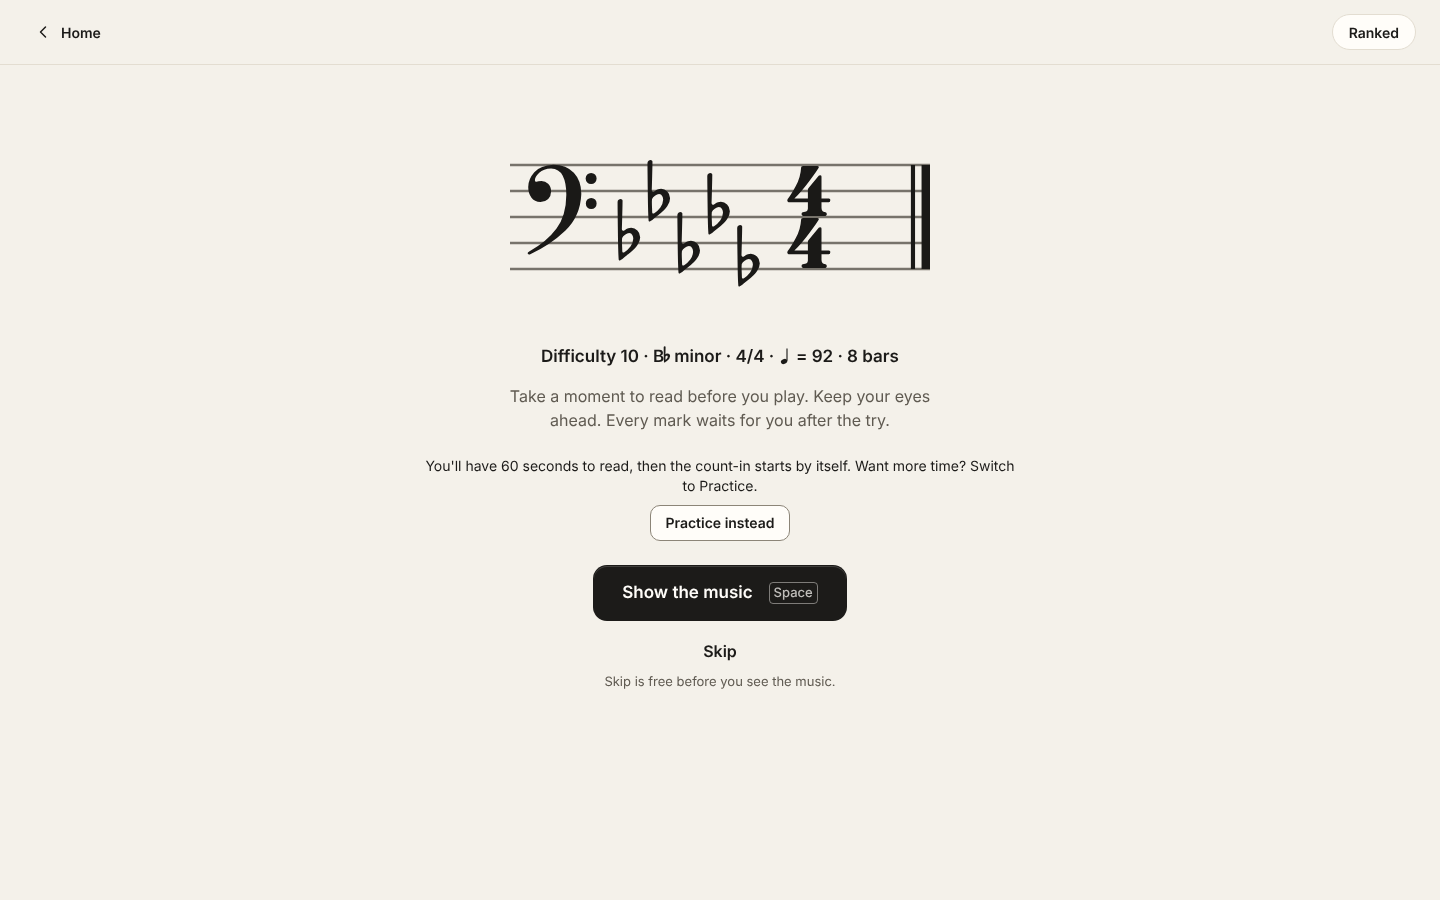 Home
Ranked
4
4
Difficulty 10 · B♭ minor · 4/4 · ♩ = 92 · 8 bars
Take a moment to read before you play. Keep your eyes
ahead. Every mark waits for you after the try.
You'll have 60 seconds to read, then the count-in starts by itself. Want more time? Switch
to Practice.
Practice instead
Show the music Space
Skip
Skip is free before you see the music.